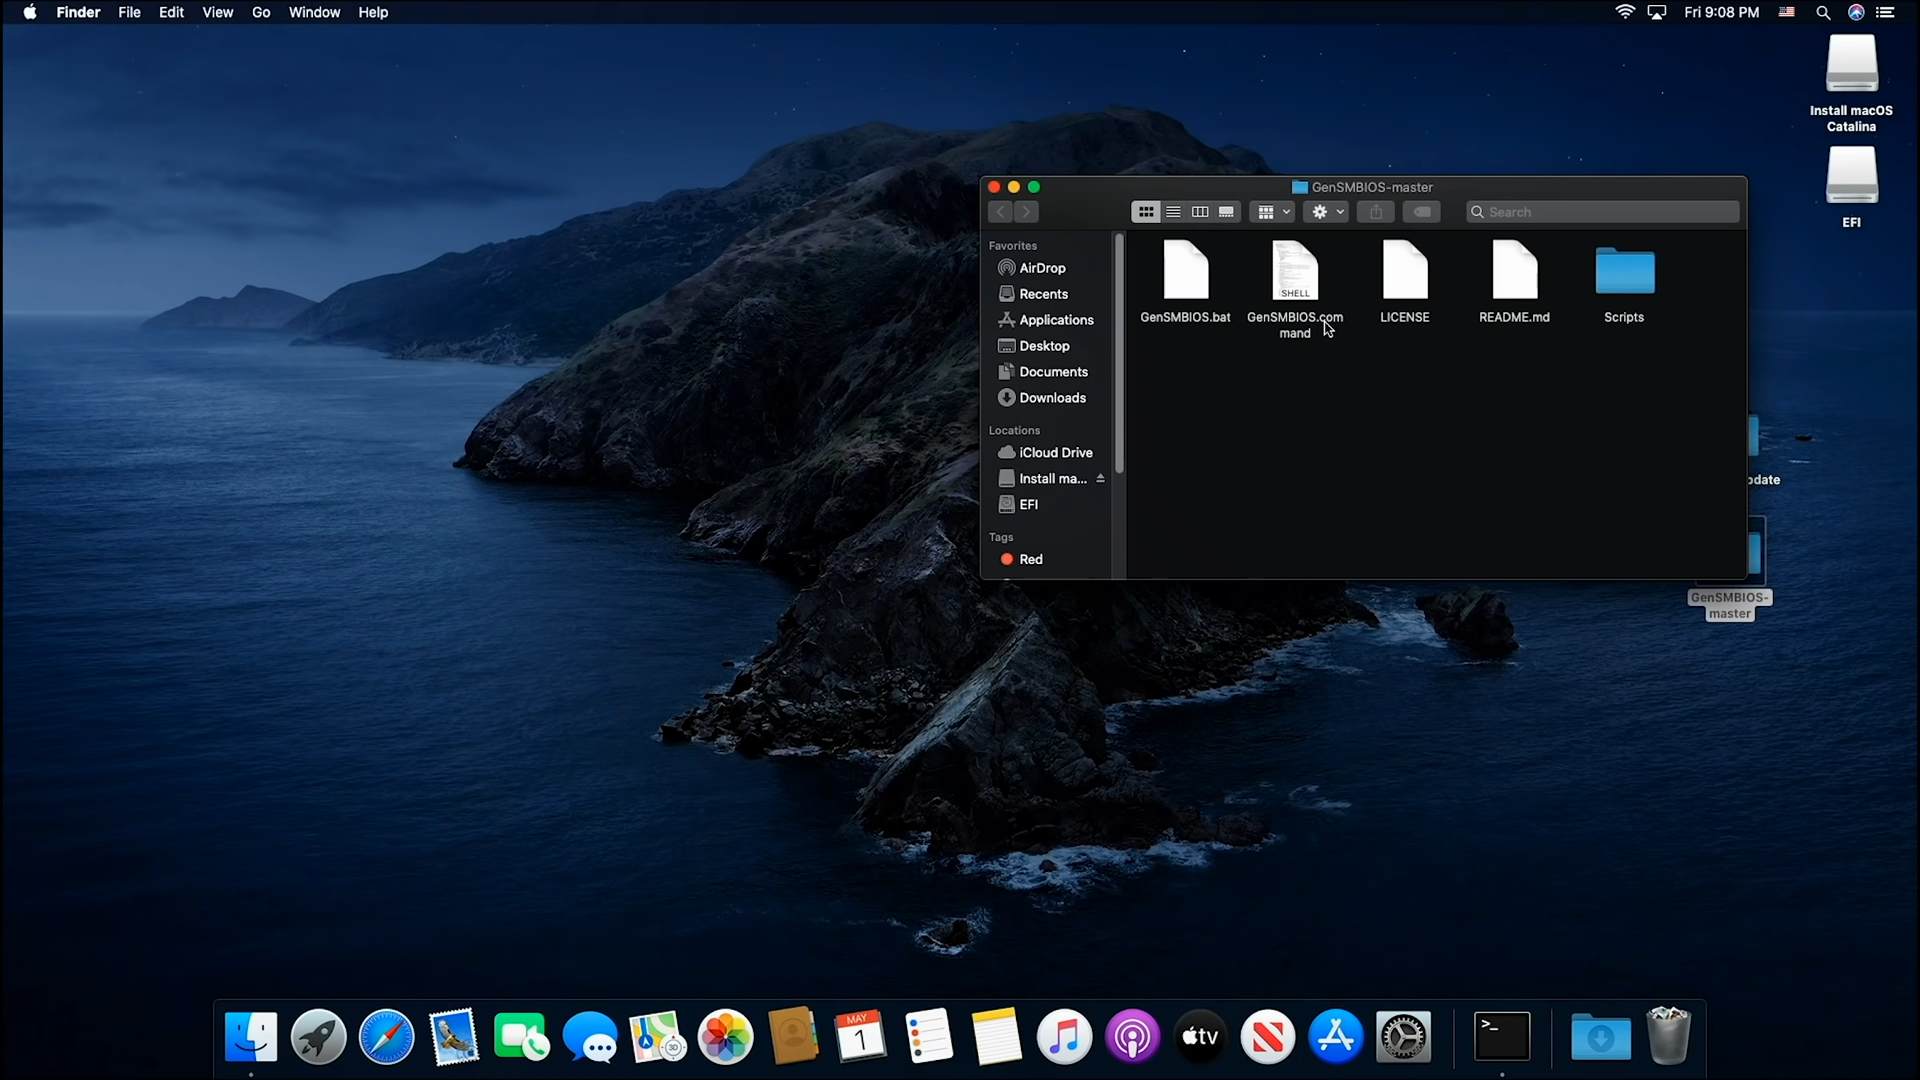 Finder File Edit View Go Window Help
Fri 9:08 PM
Install macOS
Catalina
EFI
GenSMBIOS-master
Search
Favorites
AirDrop
Recents
Applications
Desktop
Documents
Downloads
Locations
iCloud Drive
Install ma...
EFI
Tags
Red
SHELL
GenSMBIOS.bat
GenSMBIOS.com
mand
LICENSE
README.md
Scripts
pdate
GenSMBIOS-
master
MAY
1
3D
tv
>_